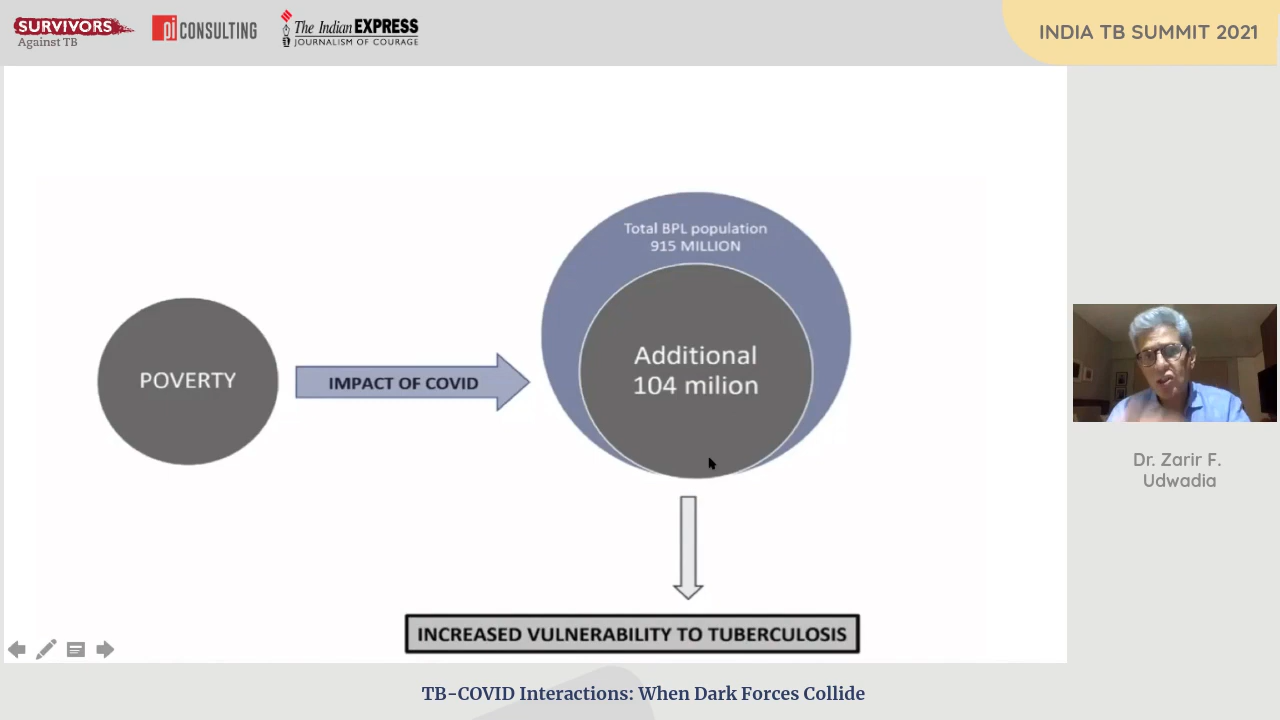 SURVIVORS
Against TB
pi CONSULTING
The Indian EXPRESS
JOURNALISM OF COURAGE
INDIA TB SUMMIT 2021
Total BPL population
915 MILLION
Additional
104 milion
POVERTY
IMPACT OF COVID
INCREASED VULNERABILITY TO TUBERCULOSIS
Dr. Zarir F.
Udwadia
TB-COVID Interactions: When Dark Forces Collide